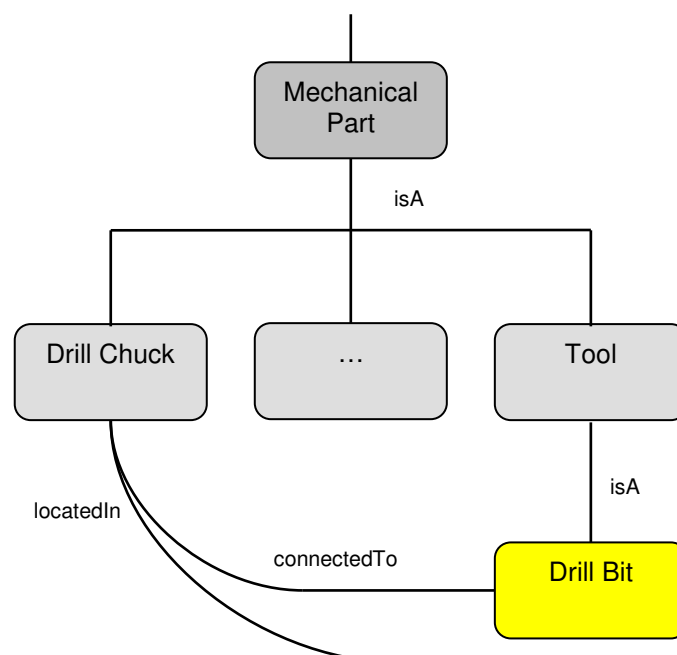 Mechanical
Part
isA
Drill Chuck
…
Tool
isA
locatedIn
connectedTo
Drill Bit